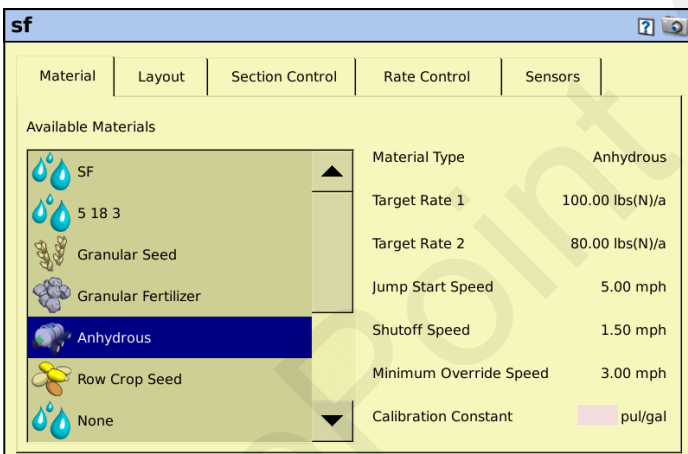 sf
?
Material Layout Section Control Rate Control Sensors
Available Materials
SF
5 18 3
Granular Seed
Granular Fertilizer
Anhydrous
Row Crop Seed
None
Material Type Anhydrous
Target Rate 1 100.00 lbs(N)/a
Target Rate 2 80.00 lbs(N)/a
Jump Start Speed 5.00 mph
Shutoff Speed 1.50 mph
Minimum Override Speed 3.00 mph
Calibration Constant pul/gal